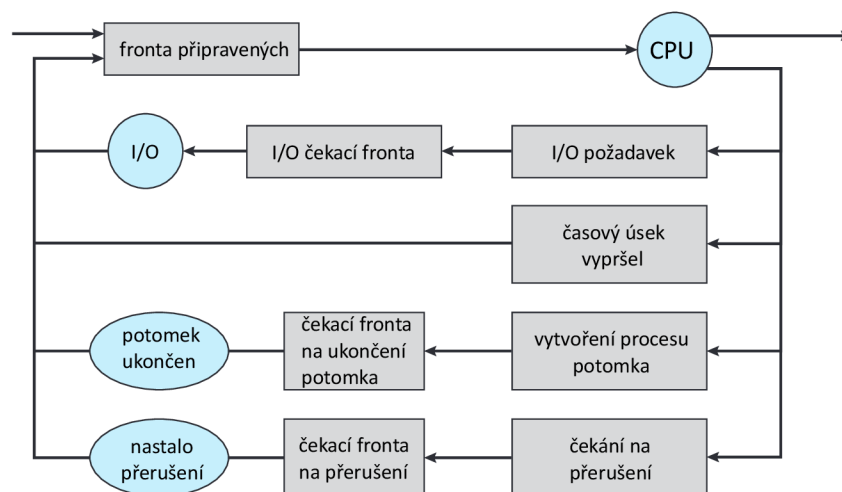 fronta připravených
CPU
I/O
I/O čekací fronta
I/O požadavek
časový úsek
vypršel
potomek
ukončen
čekací fronta
na ukončení
potomka
vytvoření procesu
potomka
nastalo
přerušení
čekací fronta
na přerušení
čekání na
přerušení